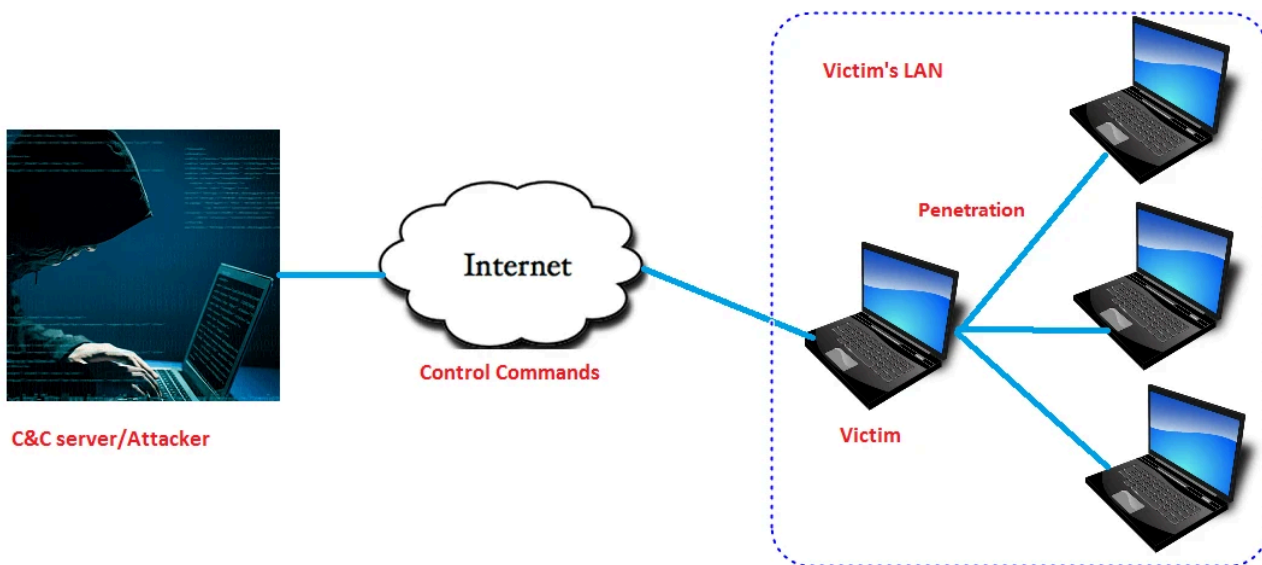 Victim's LAN
Penetration
Internet
Control Commands
C&C server/Attacker
Victim